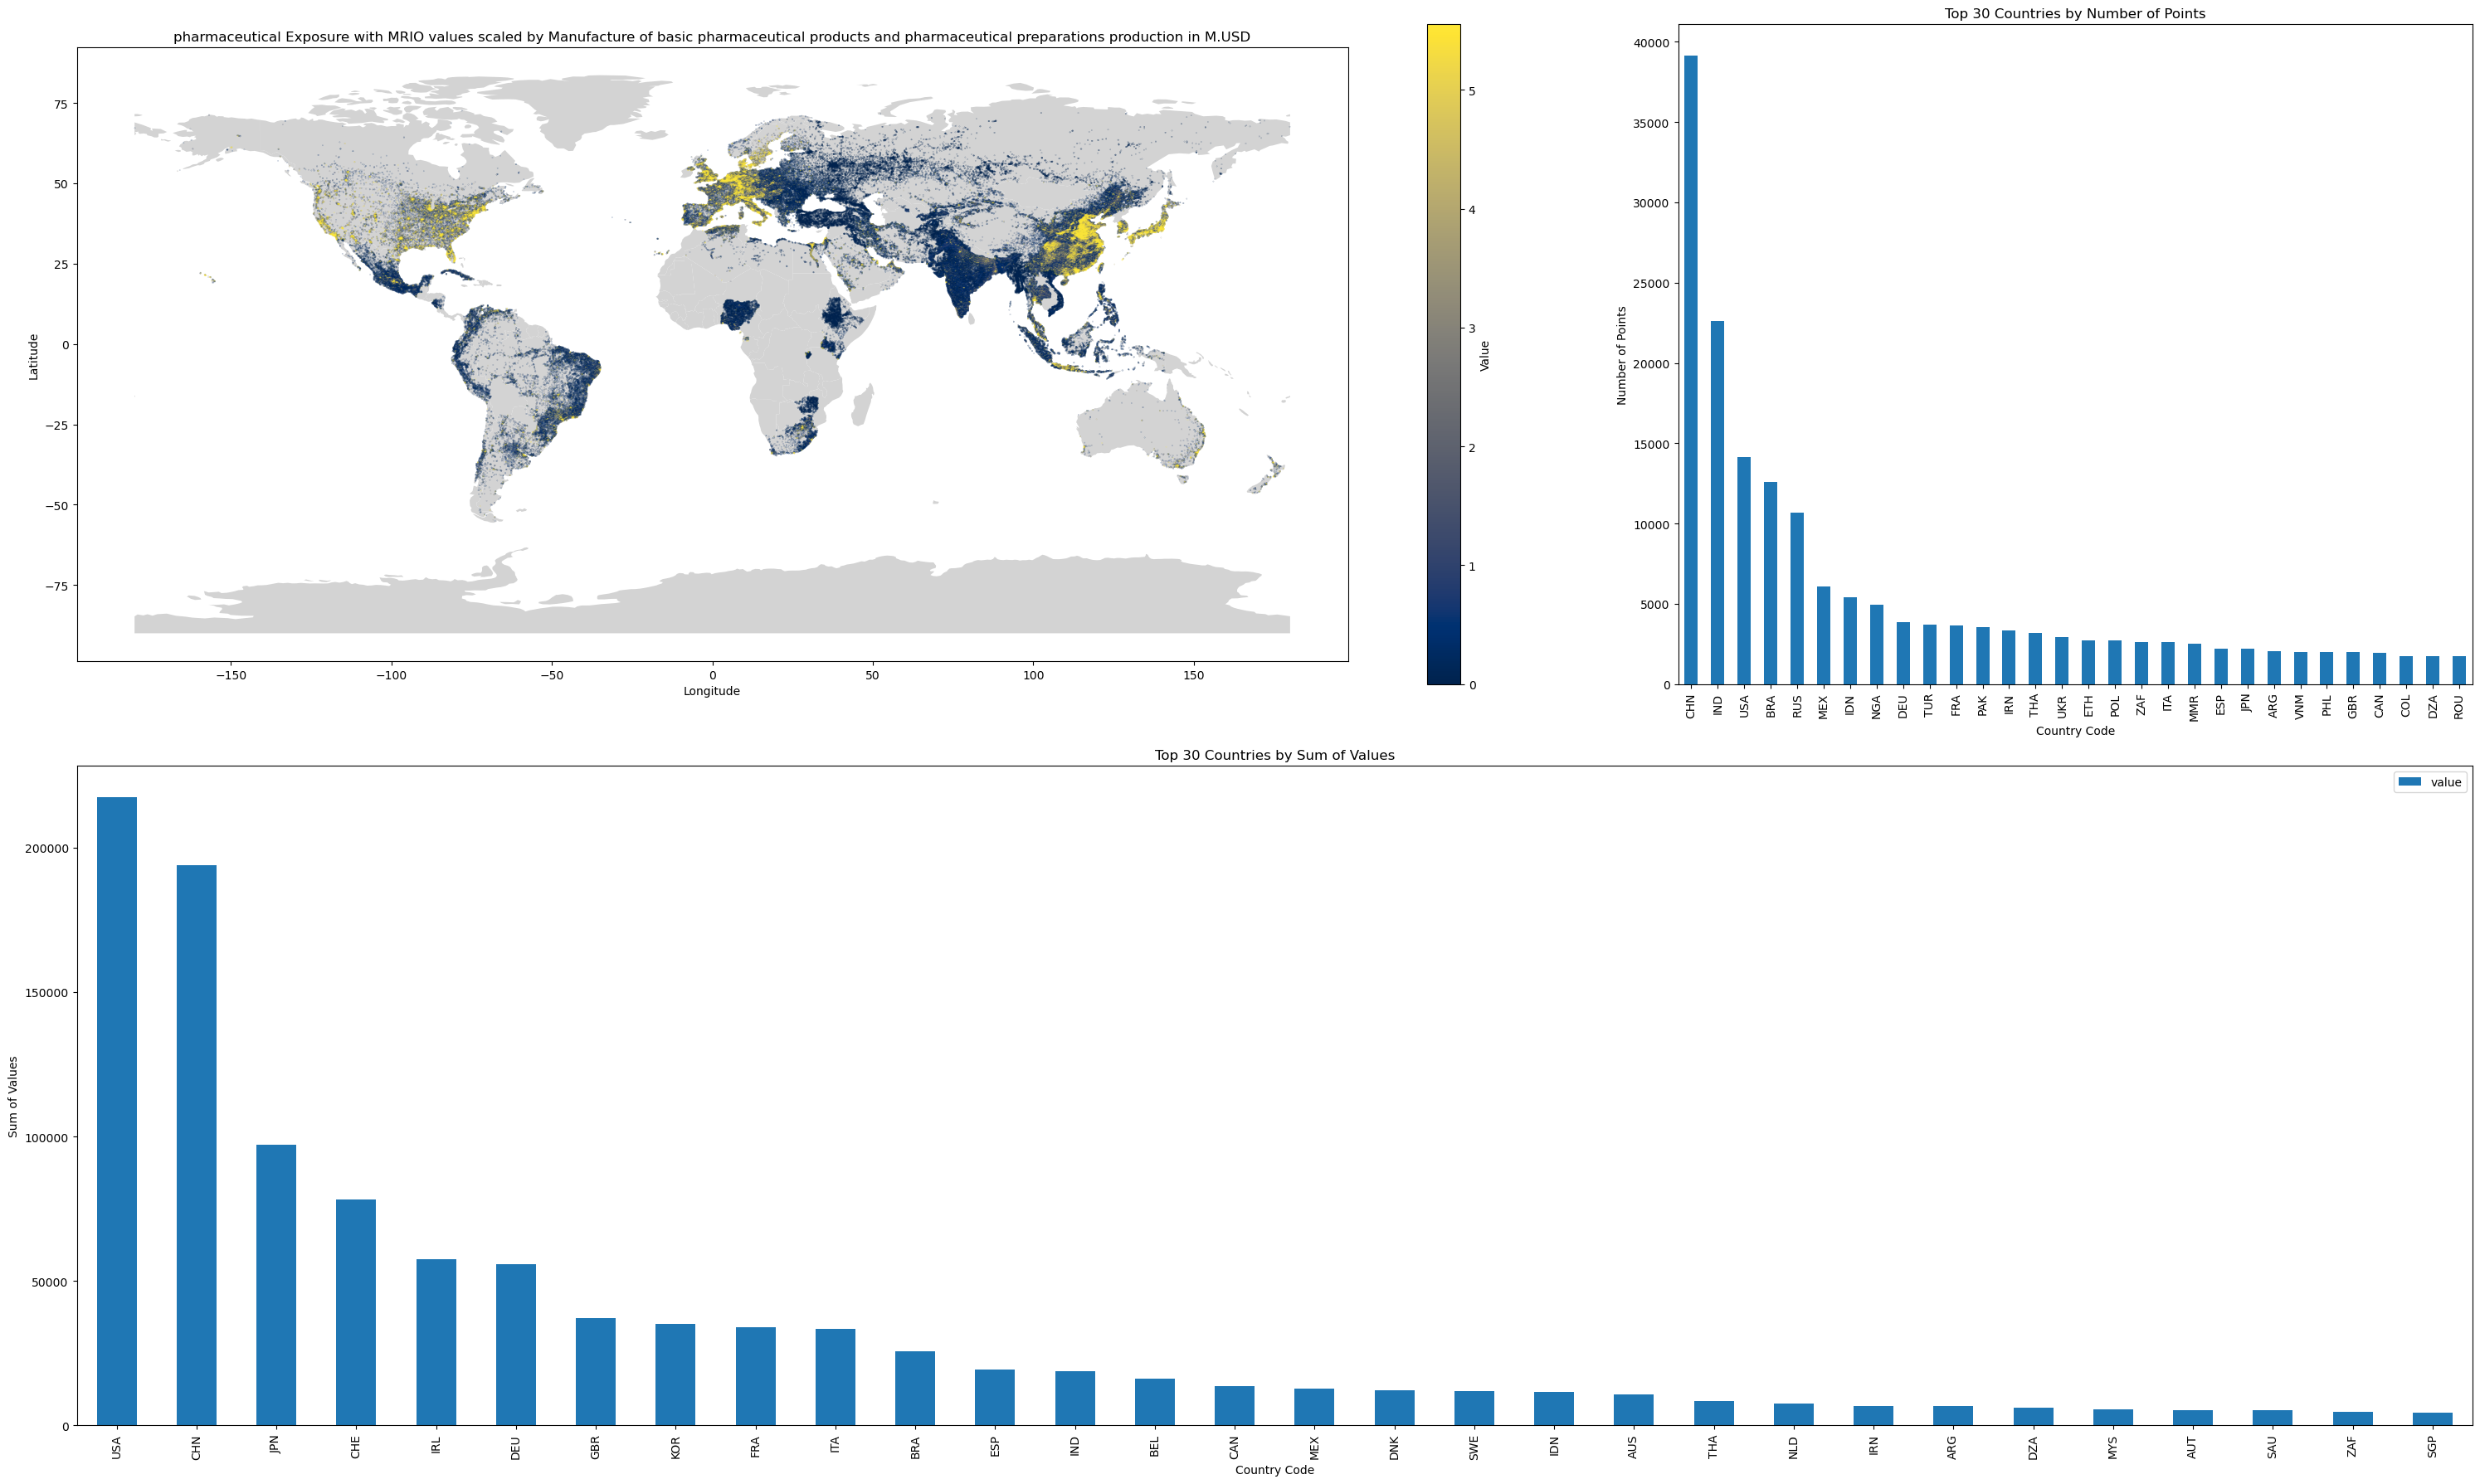 pharmaceutical Exposure with MRIO values scaled by Manufacture of basic pharmaceutical products and pharmaceutical preparations production in M.USD
75
50
25
0
−25
−50
−75
Latitude
−150
−100
−50
0
50
100
150
Longitude
5
4
3
2
1
0
Value
Top 30 Countries by Number of Points
40000
35000
30000
25000
20000
15000
10000
5000
0
Number of Points
CHN IND USA BRA RUS MEX IDN NGA DEU TUR FRA PAK IRN THA UKR ETH POL ZAF ITA MMR ESP JPN ARG VNM PHL GBR CAN COL DZA ROU
Country Code
Top 30 Countries by Sum of Values
value
200000
150000
100000
50000
0
Sum of Values
USA CHN JPN CHE IRL DEU GBR KOR FRA ITA BRA ESP IND BEL CAN MEX DNK SWE IDN AUS THA NLD IRN ARG DZA MYS AUT SAU ZAF SGP
Country Code